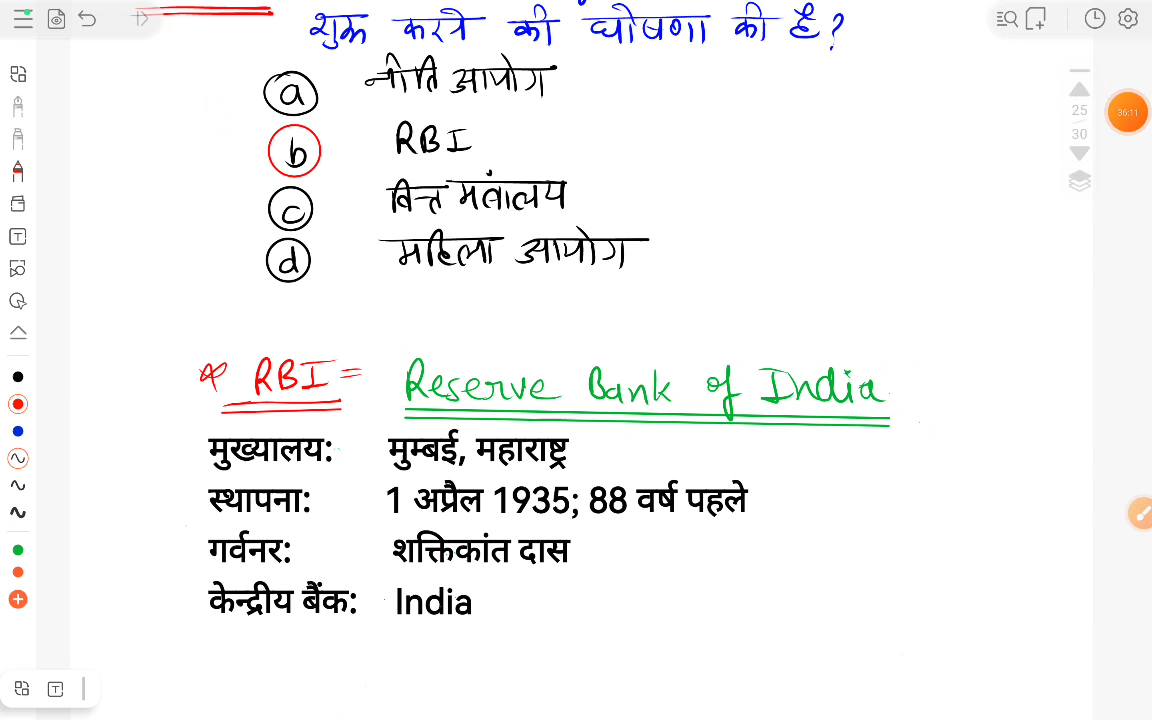 शुरू करने की घोषणा की है?
a नीति आयोग
b RBI
c वित्त मंत्रालय
d महिला आयोग
* RBI = Reserve Bank of India
मुख्यालय: मुम्बई, महाराष्ट्र
स्थापना: 1 अप्रैल 1935; 88 वर्ष पहले
गर्वनर: शक्तिकांत दास
केन्द्रीय बैंक: India
25
30
36:11